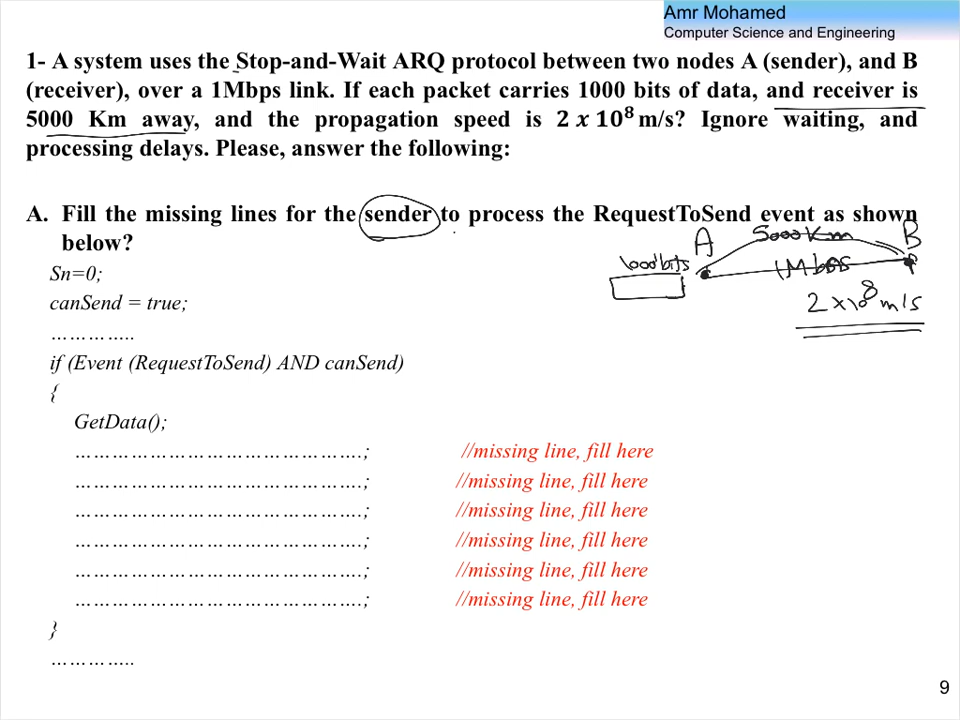 Amr Mohamed
Computer Science and Engineering
1- A system uses the Stop-and-Wait ARQ protocol between two nodes A (sender), and B
(receiver), over a 1Mbps link. If each packet carries 1000 bits of data, and receiver is
5000 Km away, and the propagation speed is 2 x 10⁸ m/s? Ignore waiting, and
processing delays. Please, answer the following:
A. Fill the missing lines for the sender to process the RequestToSend event as shown
below?
A 5000 Km B
1000 bits 1Mbps
2 x 10⁸ m/s
Sn=0;
canSend = true;
…………..
if (Event (RequestToSend) AND canSend)
{
GetData();
………………………………………….; //missing line, fill here
………………………………………….; //missing line, fill here
………………………………………….; //missing line, fill here
………………………………………….; //missing line, fill here
………………………………………….; //missing line, fill here
………………………………………….; //missing line, fill here
}
…………..
9